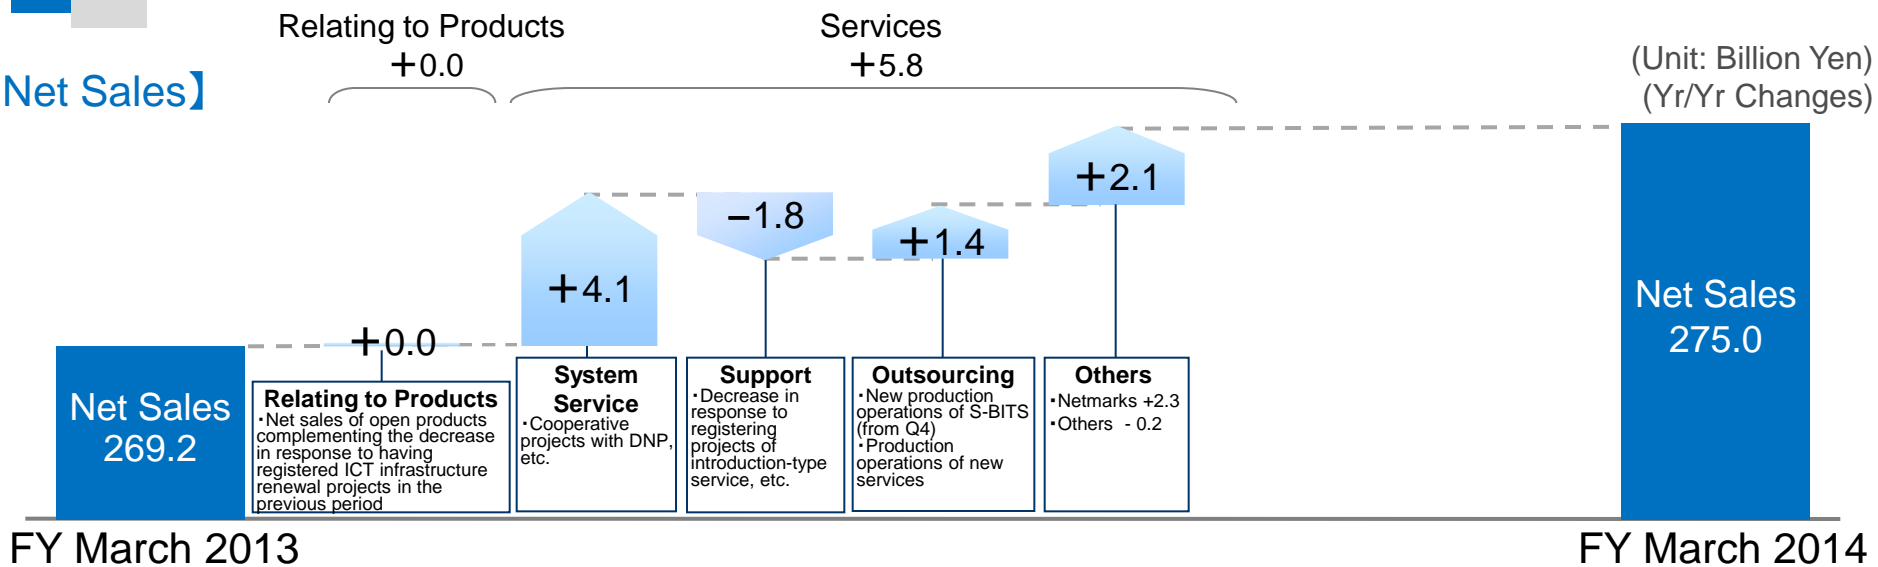 Relating to Products
+0.0
Services
+5.8
(Unit: Billion Yen)
(Yr/Yr Changes)
Net Sales】
+0.0
+4.1
−1.8
+1.4
+2.1
Net Sales
269.2
Relating to Products
・Net sales of open products
complementing the decrease
in response to having
registered ICT infrastructure
renewal projects in the
previous period
System
Service
・Cooperative
projects with DNP,
etc.
Support
・Decrease in
response to
registering
projects of
introduction-type
service, etc.
Outsourcing
・New production
operations of S-BITS
(from Q4)
・Production
operations of new
services
Others
・Netmarks +2.3
・Others - 0.2
Net Sales
275.0
FY March 2013
FY March 2014